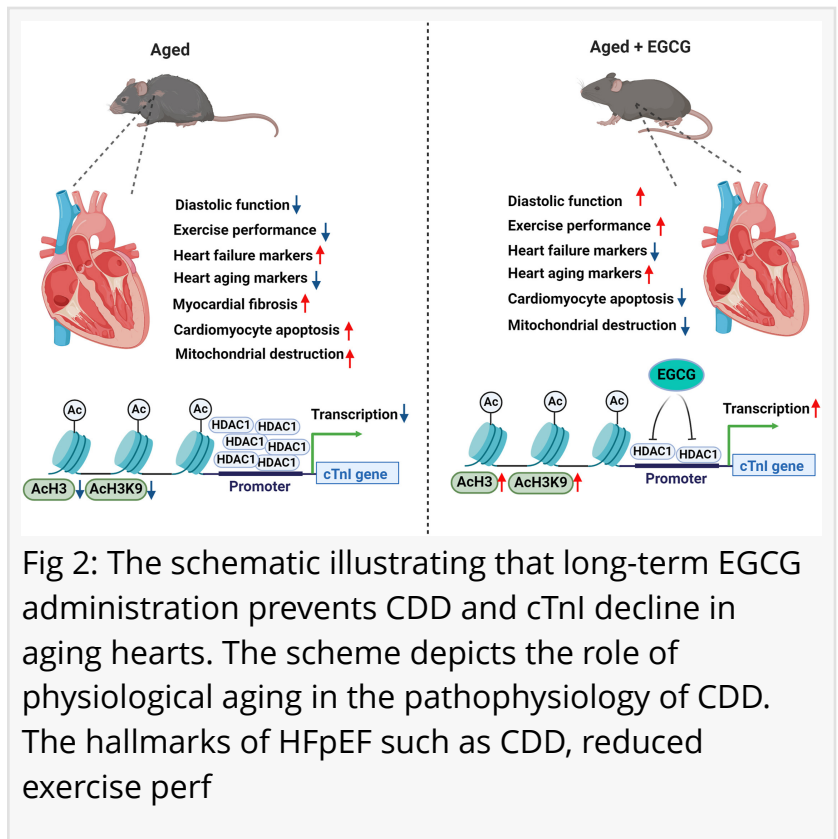 Aged
Diastolic function ↓
Exercise performance ↓
Heart failure markers ↑
Heart aging markers ↓
Myocardial fibrosis ↑
Cardiomyocyte apoptosis ↑
Mitochondrial destruction ↑
Ac Ac Ac
HDAC1 HDAC1
HDAC1 HDAC1
HDAC1 HDAC1
Transcription ↓
AcH3 ↓ AcH3K9 ↓
Promoter
cTnI gene
Aged + EGCG
Diastolic function ↑
Exercise performance ↑
Heart failure markers ↓
Heart aging markers ↑
Cardiomyocyte apoptosis ↓
Mitochondrial destruction ↓
EGCG
Ac Ac Ac
HDAC1 HDAC1
Transcription ↑
AcH3 ↑ AcH3K9 ↑
Promoter
cTnI gene
Fig 2: The schematic illustrating that long-term EGCG
administration prevents CDD and cTnI decline in
aging hearts. The scheme depicts the role of
physiological aging in the pathophysiology of CDD.
The hallmarks of HFpEF such as CDD, reduced
exercise perf